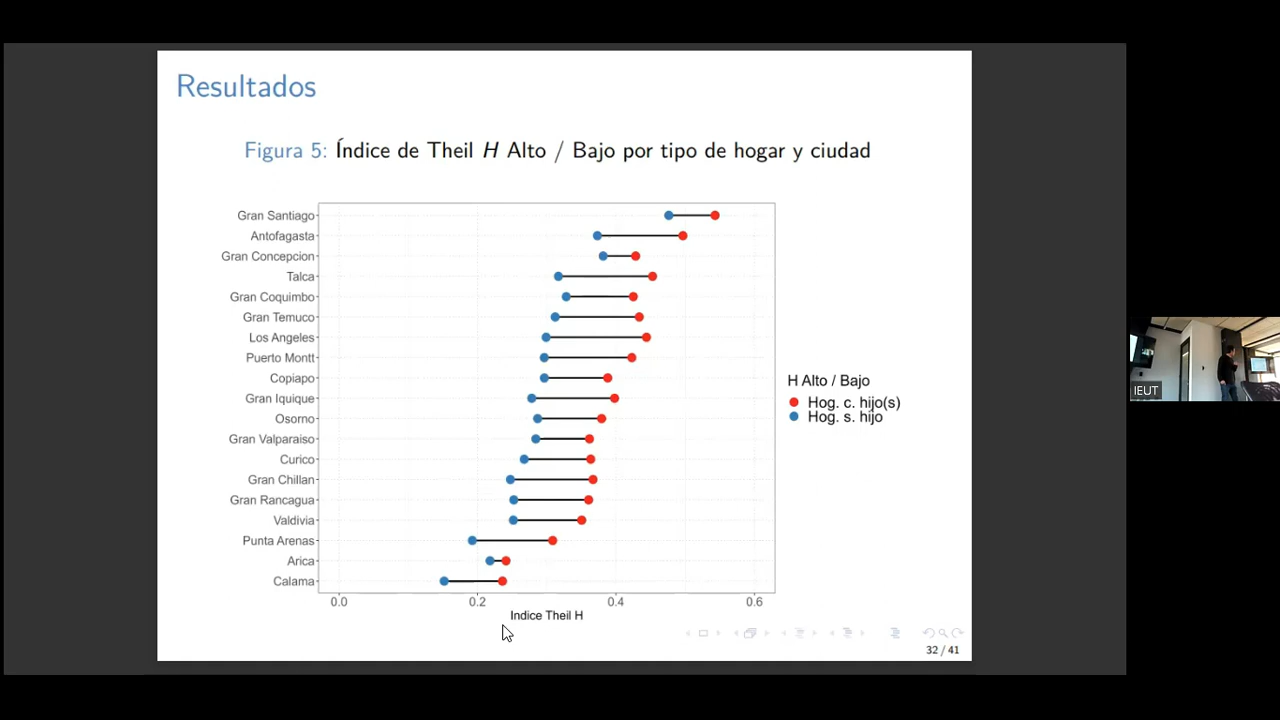 Resultados
Figura 5: Índice de Theil H Alto / Bajo por tipo de hogar y ciudad
Gran Santiago
Antofagasta
Gran Concepcion
Talca
Gran Coquimbo
Gran Temuco
Los Angeles
Puerto Montt
Copiapo
Gran Iquique
Osorno
Gran Valparaiso
Curico
Gran Chillan
Gran Rancagua
Valdivia
Punta Arenas
Arica
Calama
0.0 0.2 0.4 0.6
Indice Theil H
H Alto / Bajo
Hog. c. hijo(s)
Hog. s. hijo
32 / 41
IEUT